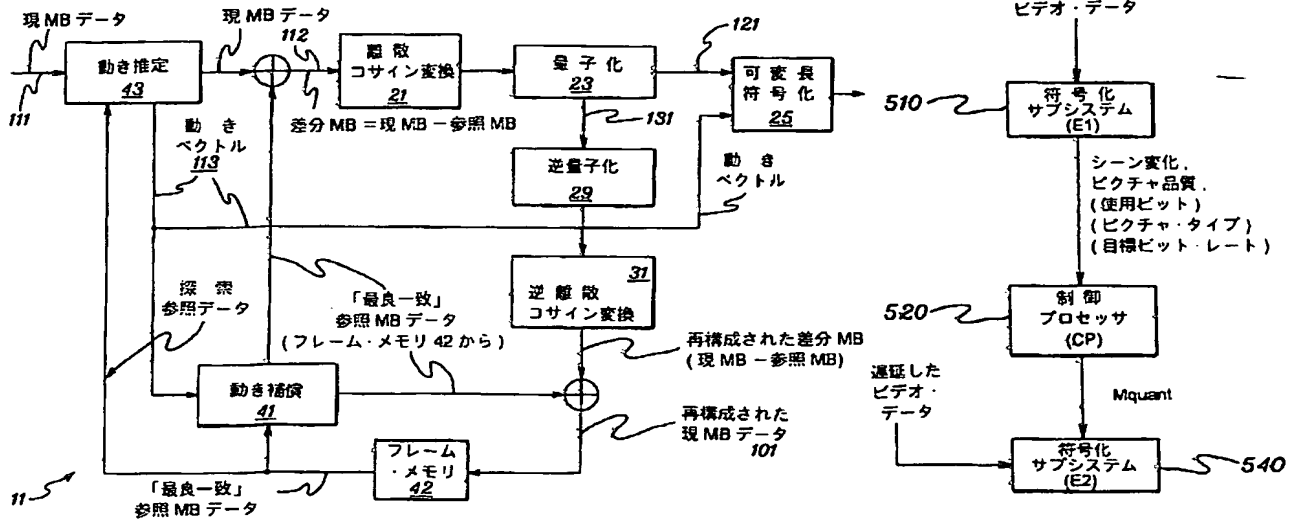 現 MB データ
111
動き推定
43
現 MB データ
112
離 散
コサイン変換
21
差分 MB = 現 MB − 参照 MB
量子化
23
121
131
可変長
符号化
25
動 き
ベクトル
113
逆量子化
29
動 き
ベクトル
31
逆 離 散
コサイン変換
探 索
参照データ
「最良一致」
参照 MB データ
(フレーム・メモリ 42 から)
再構成された差分 MB
(現 MB − 参照 MB)
動き補償
41
再構成された
現 MB データ
101
フレーム
・メモリ
42
「最良一致」
参照 MB データ
11
ビデオ・データ
510
符号化
サブシステム
(E1)
シーン変化,
ピクチャ品質,
(使用ビット)
(ピクチャ・タイプ)
(目標ビット・レート)
520
制 御
プロセッサ
(CP)
遅延した
ビデオ・
データ
Mquant
符号化
サブシステム
(E2)
540